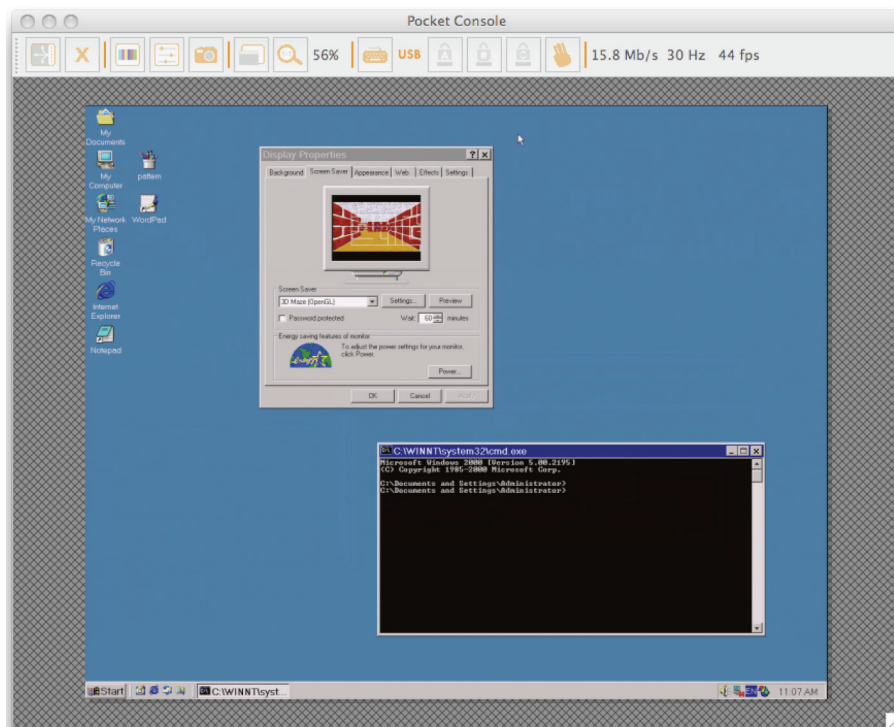 Pocket Console
56% USB 15.8 Mb/s 30 Hz 44 fps
My Documents
My Computer
pattern
My Network Places
WordPad
Recycle Bin
Internet Explorer
Notepad
Display Properties
Background Screen Saver Appearance Web Effects Settings
Screen Saver
3D Maze (OpenGL) Settings... Preview
Password protected Wait: 60 minutes
Energy saving features of monitor
To adjust the power settings for your monitor,
click Power.
Power...
OK Cancel Apply
C:\WINNT\system32\cmd.exe
Microsoft Windows 2000 [Version 5.00.2195]
(C) Copyright 1985-2000 Microsoft Corp.
C:\Documents and Settings\Administrator>
C:\Documents and Settings\Administrator>
Start C:\WINNT\syst... EN 11:07 AM